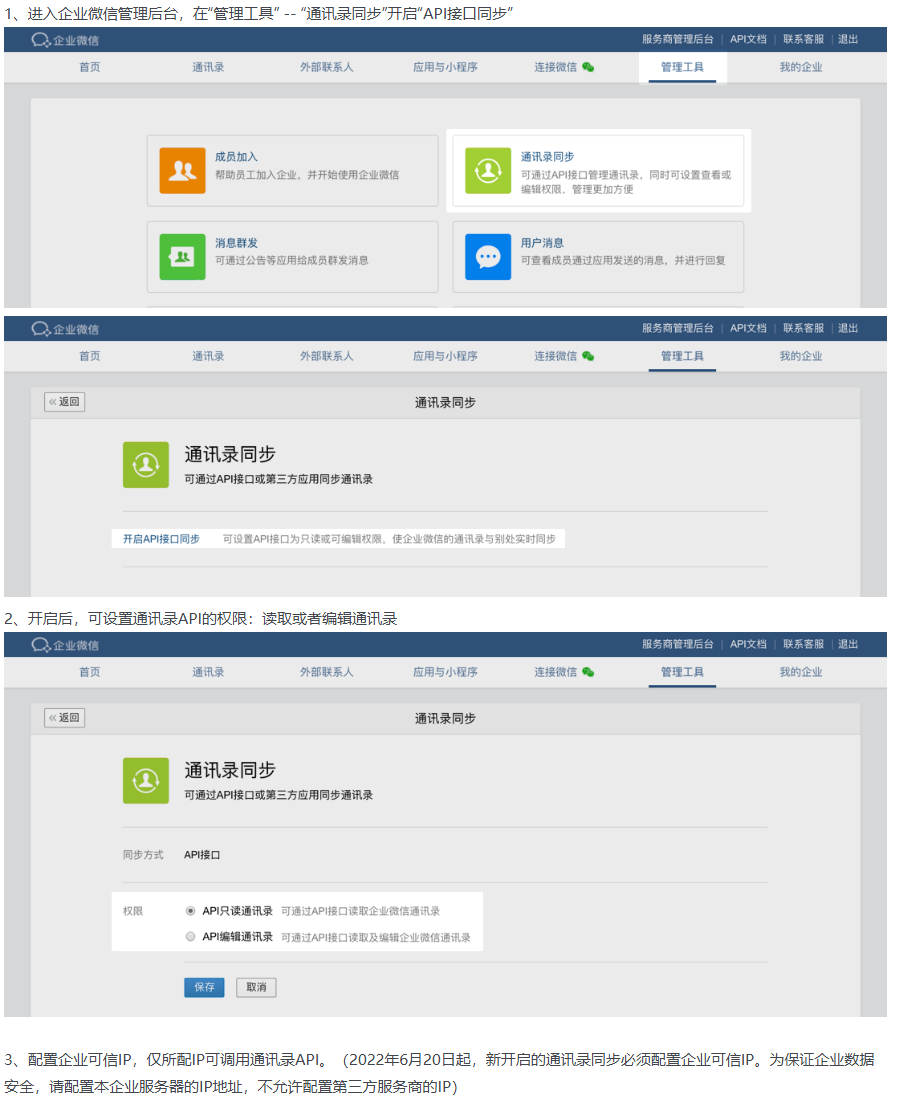 1、进入企业微信管理后台，在“管理工具” -- “通讯录同步”开启“API接口同步”
企业微信
服务商管理后台 | API文档 | 联系客服 | 退出
首页 通讯录 外部联系人 应用与小程序 连接微信 管理工具 我的企业
成员加入
帮助员工加入企业，并开始使用企业微信
通讯录同步
可通过API接口管理通讯录，同时可设置查看或
编辑权限，管理更加方便
消息群发
可通过公告等应用给成员群发消息
用户消息
可查看成员通过应用发送的消息，并进行回复
企业微信
服务商管理后台 | API文档 | 联系客服 | 退出
首页 通讯录 外部联系人 应用与小程序 连接微信 管理工具 我的企业
«返回 通讯录同步
通讯录同步
可通过API接口或第三方应用同步通讯录
开启API接口同步 可设置API接口为只读或可编辑权限，使企业微信的通讯录与别处实时同步
2、开启后，可设置通讯录API的权限：读取或者编辑通讯录
企业微信
服务商管理后台 | API文档 | 联系客服 | 退出
首页 通讯录 外部联系人 应用与小程序 连接微信 管理工具 我的企业
«返回 通讯录同步
通讯录同步
可通过API接口或第三方应用同步通讯录
同步方式 API接口
权限 API只读通讯录 可通过API接口读取企业微信通讯录
API编辑通讯录 可通过API接口读取及编辑企业微信通讯录
保存 取消
3、配置企业可信IP，仅所配IP可调用通讯录API。（2022年6月20日起，新开启的通讯录同步必须配置企业可信IP。为保证企业数据
安全，请配置本企业服务器的IP地址，不允许配置第三方服务商的IP）